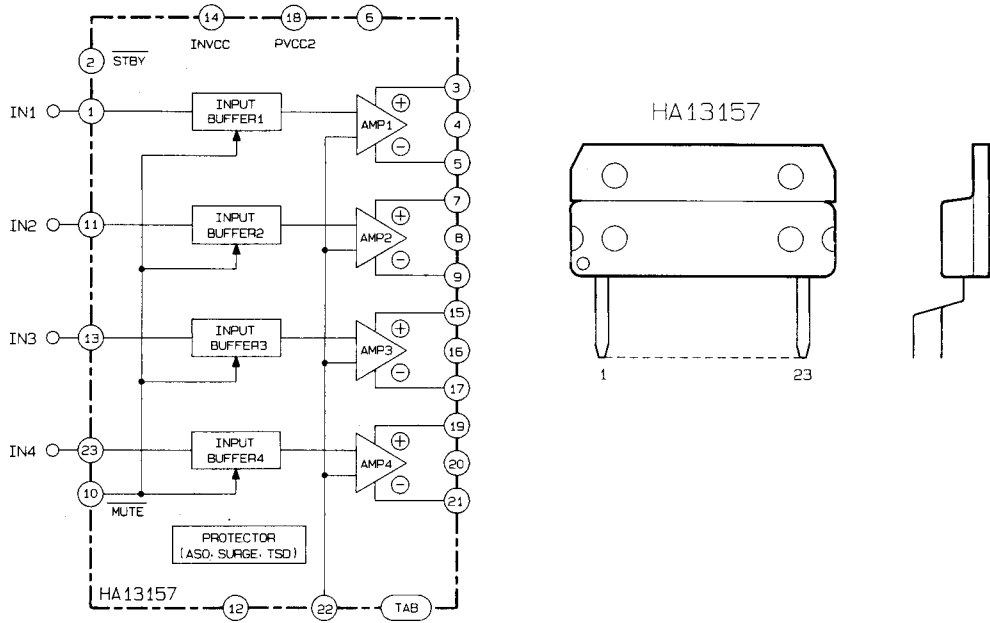 14
18
6
INVCC
PVCC2
2
STBY
IN1
1
INPUT
BUFFER1
AMP1
+
−
3
4
5
IN2
11
INPUT
BUFFER2
AMP2
+
−
7
8
9
IN3
13
INPUT
BUFFER3
AMP3
+
−
15
16
17
IN4
23
INPUT
BUFFER4
AMP4
+
−
19
20
21
10
MUTE
PROTECTOR
(ASO. SURGE. TSD)
HA13157
12
22
TAB
HA13157
1
23